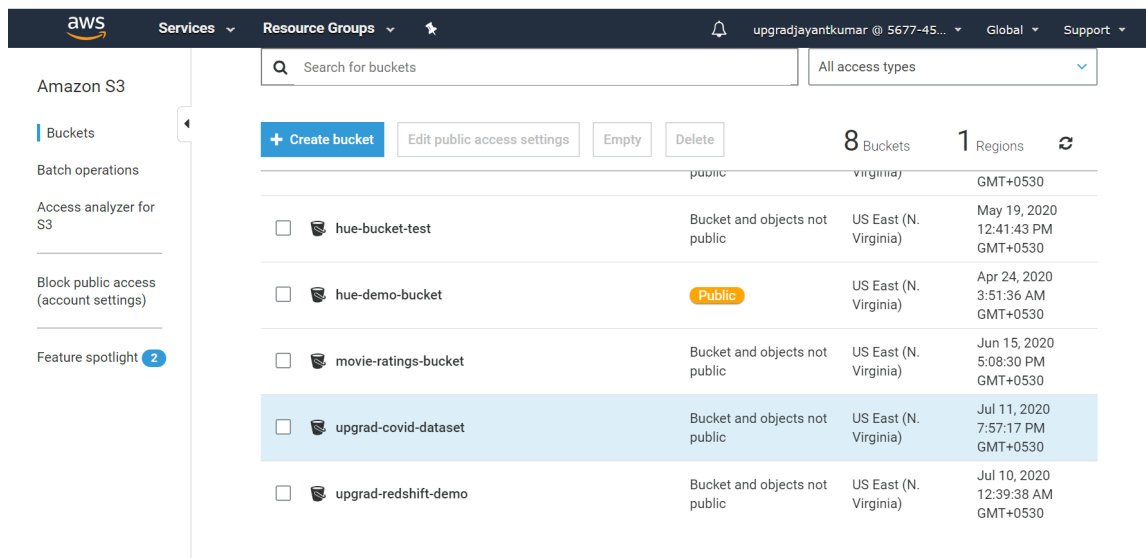 aws Services Resource Groups upgradjayantkumar @ 5677-45... Global Support
Amazon S3
Buckets
Batch operations
Access analyzer for
S3
Block public access
(account settings)
Feature spotlight 2
Search for buckets All access types
Create bucket Edit public access settings Empty Delete 8 Buckets 1 Regions
public Virginia)
GMT+0530
hue-bucket-test Bucket and objects not public US East (N. Virginia) May 19, 2020 12:41:43 PM GMT+0530
hue-demo-bucket Public US East (N. Virginia) Apr 24, 2020 3:51:36 AM GMT+0530
movie-ratings-bucket Bucket and objects not public US East (N. Virginia) Jun 15, 2020 5:08:30 PM GMT+0530
upgrad-covid-dataset Bucket and objects not public US East (N. Virginia) Jul 11, 2020 7:57:17 PM GMT+0530
upgrad-redshift-demo Bucket and objects not public US East (N. Virginia) Jul 10, 2020 12:39:38 AM GMT+0530